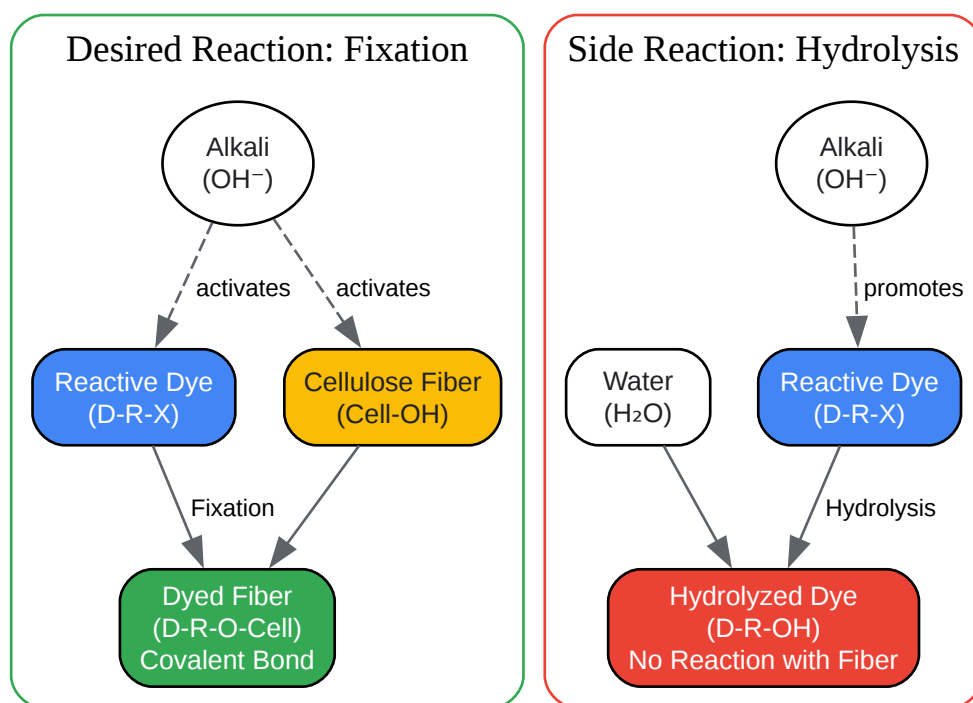 Desired Reaction: Fixation
Alkali
(OH⁻)
activates
activates
Reactive Dye
(D-R-X)
Cellulose Fiber
(Cell-OH)
Fixation
Dyed Fiber
(D-R-O-Cell)
Covalent Bond
Side Reaction: Hydrolysis
Alkali
(OH⁻)
promotes
Water
(H₂O)
Reactive Dye
(D-R-X)
Hydrolysis
Hydrolyzed Dye
(D-R-OH)
No Reaction with Fiber